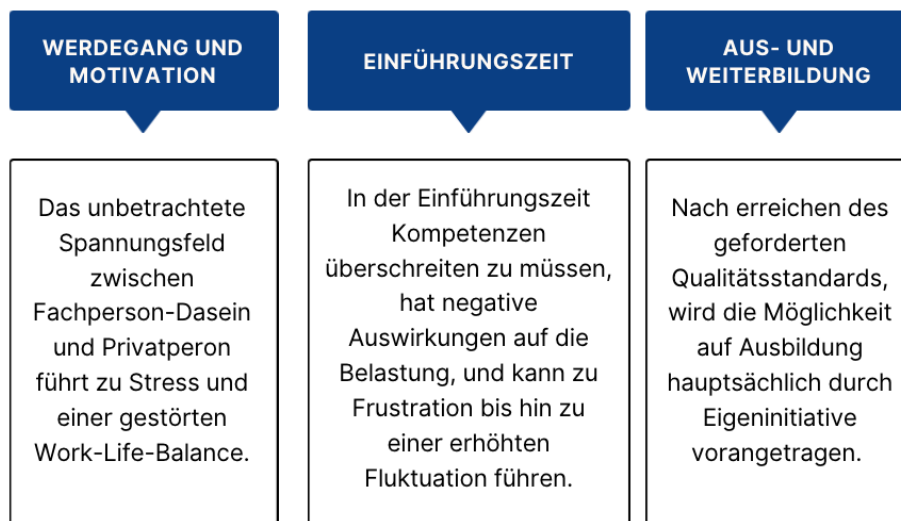 WERDEGANG UND
MOTIVATION
Das unbetrachtete
Spannungsfeld
zwischen
Fachperson-Dasein
und Privatperon
führt zu Stress und
einer gestörten
Work-Life-Balance.
EINFÜHRUNGSZEIT
In der Einführungszeit
Kompetenzen
überschreiten zu müssen,
hat negative
Auswirkungen auf die
Belastung, und kann zu
Frustration bis hin zu
einer erhöhten
Fluktuation führen.
AUS- UND
WEITERBILDUNG
Nach erreichen des
geforderten
Qualitätsstandards,
wird die Möglichkeit
auf Ausbildung
hauptsächlich durch
Eigeninitiative
vorangetragen.